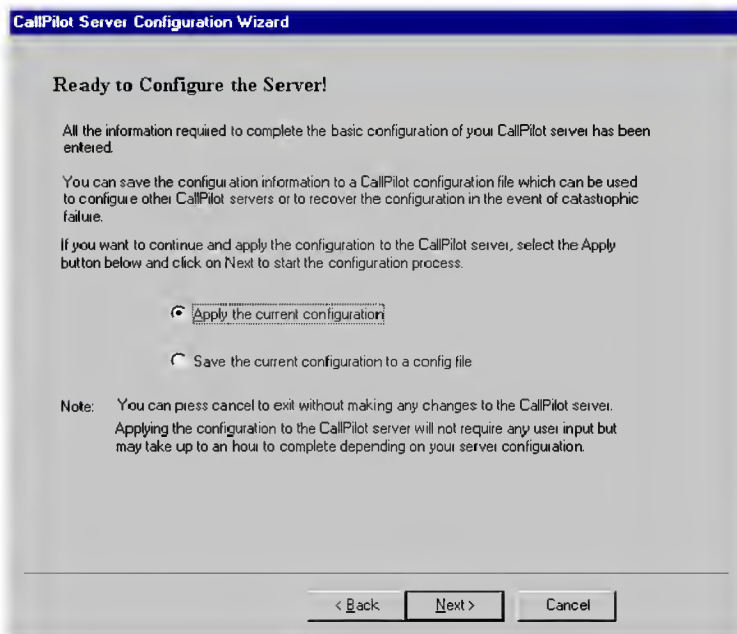 CallPilot Server Configuration Wizard
Ready to Configure the Server!
All the information required to complete the basic configuration of your CallPilot server has been
entered.
You can save the configuration information to a CallPilot configuration file which can be used
to configure other CallPilot servers or to recover the configuration in the event of catastrophic
failure.
If you want to continue and apply the configuration to the CallPilot server, select the Apply
button below and click on Next to start the configuration process.
Apply the current configuration
Save the current configuration to a config file
Note: You can press cancel to exit without making any changes to the CallPilot server.
Applying the configuration to the CallPilot server will not require any user input but
may take up to an hour to complete depending on your server configuration.
< Back Next > Cancel